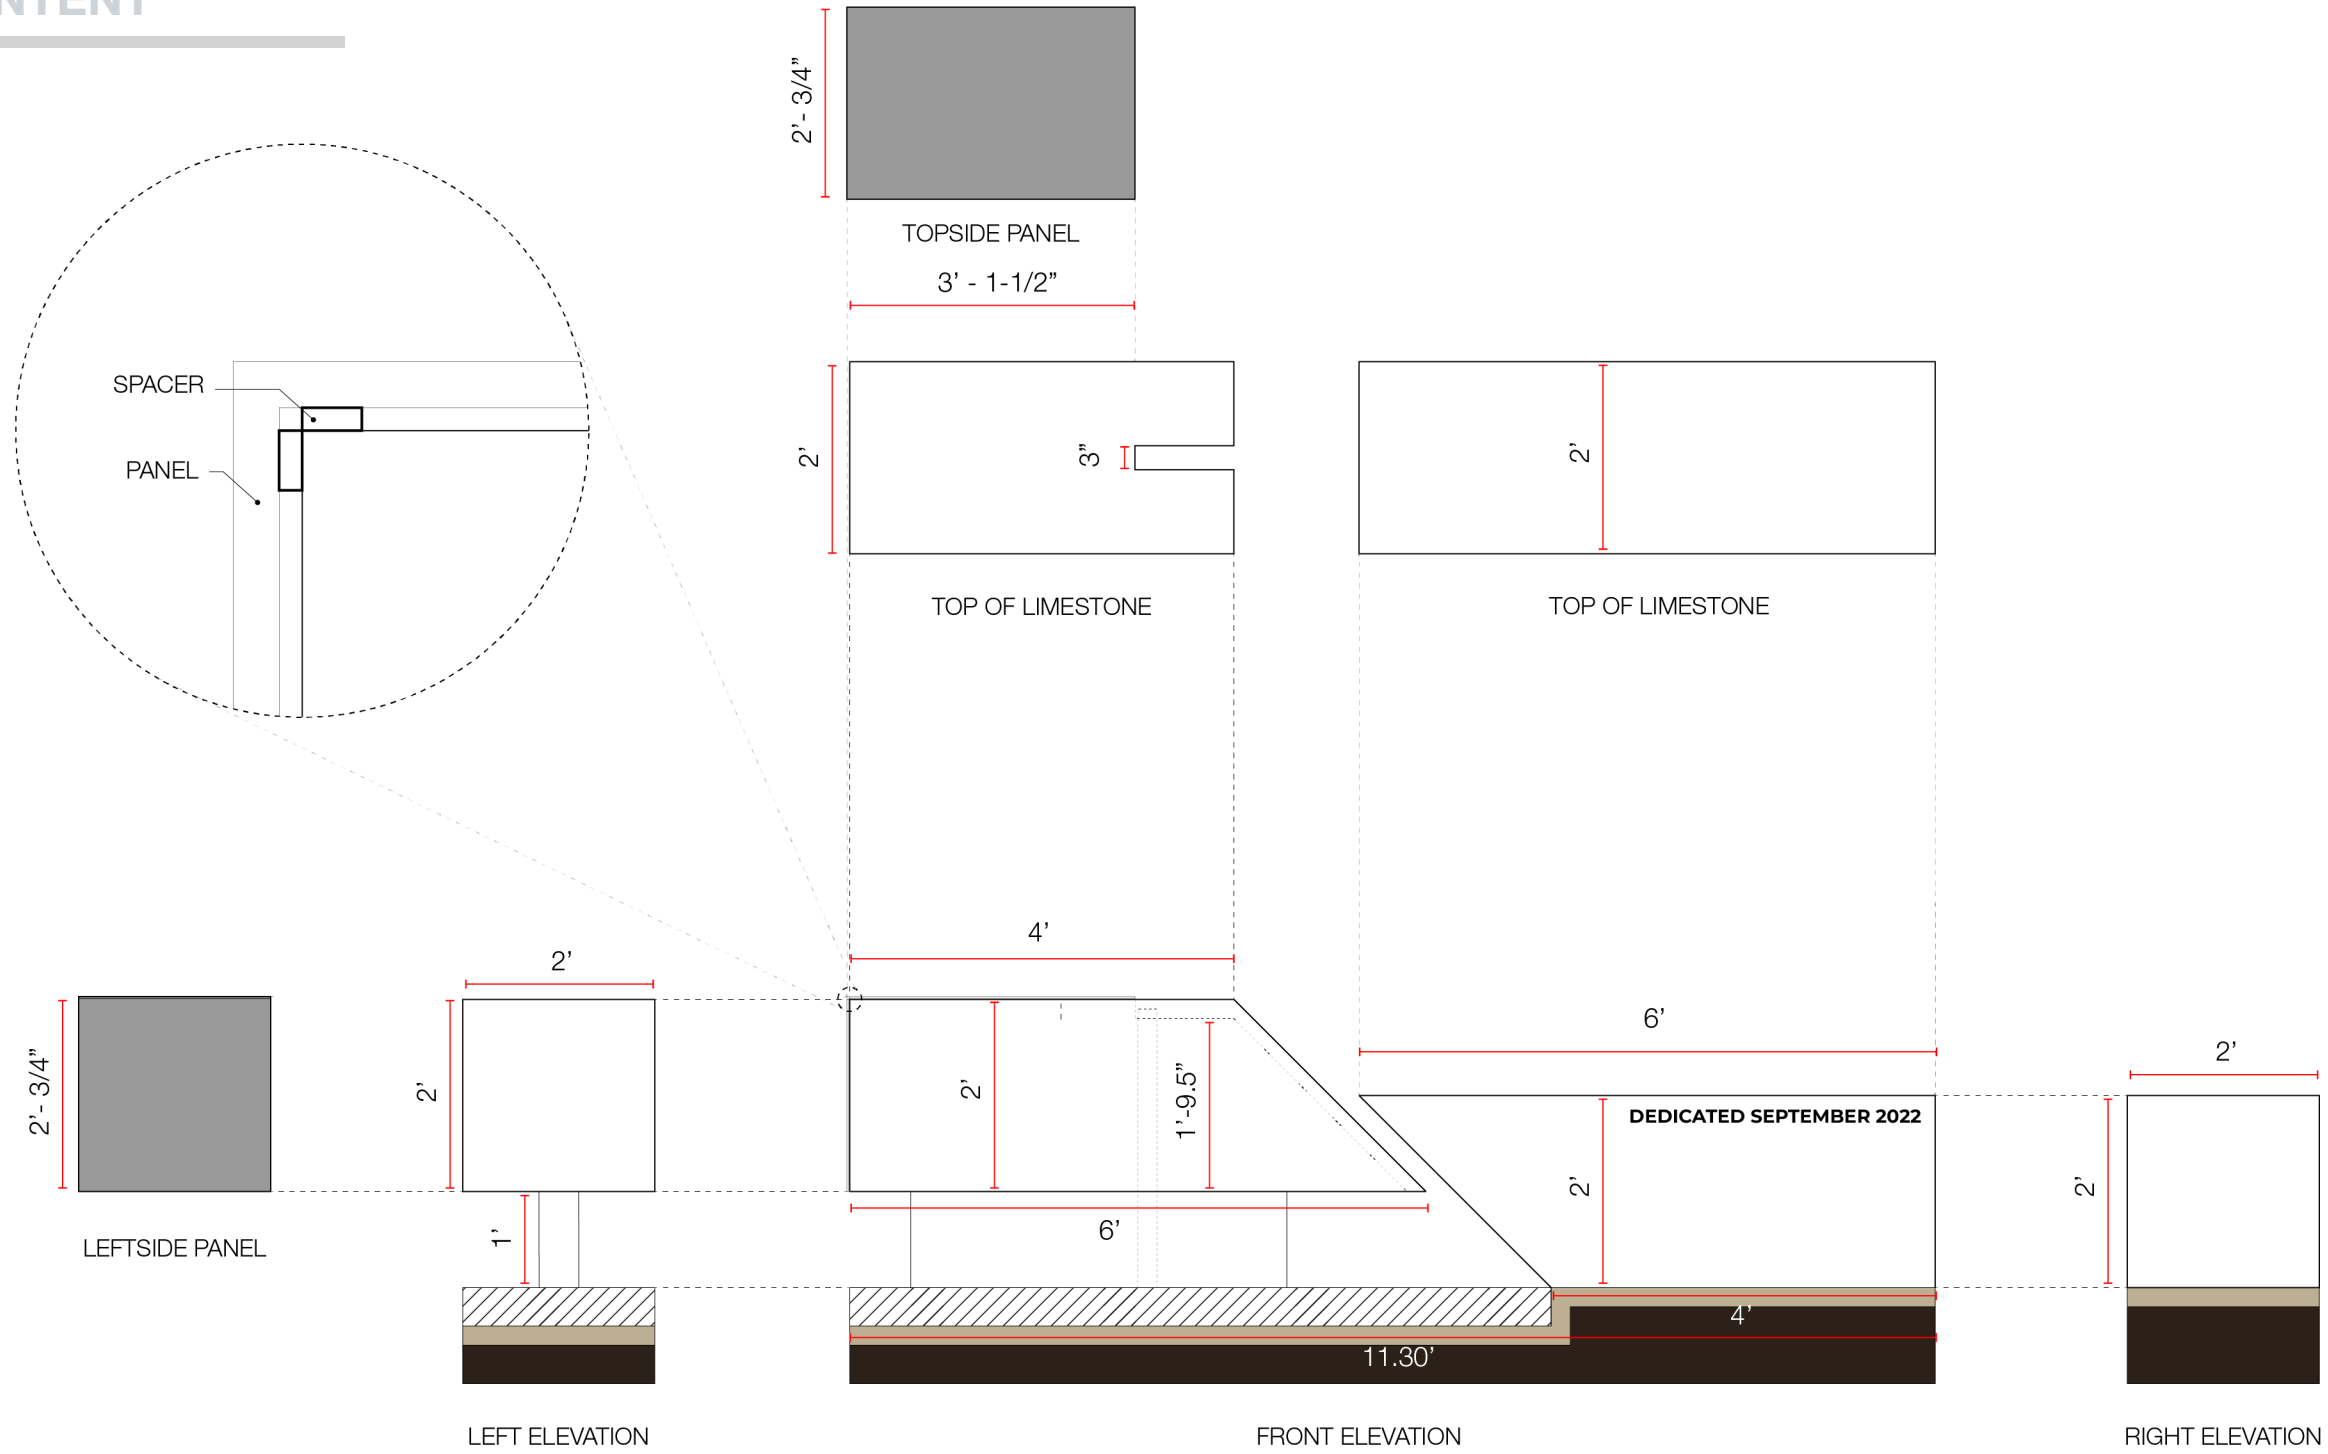 2’- 3/4”
TOPSIDE PANEL
3’ - 1-1/2”
SPACER
PANEL
2’
3”
2’
TOP OF LIMESTONE
TOP OF LIMESTONE
4’
2’
6’
2’
2’- 3/4”
2’
2’
1’-9.5”
DEDICATED SEPTEMBER 2022
2’
2’
1’
6’
LEFTSIDE PANEL
4’
11.30’
LEFT ELEVATION
FRONT ELEVATION
RIGHT ELEVATION